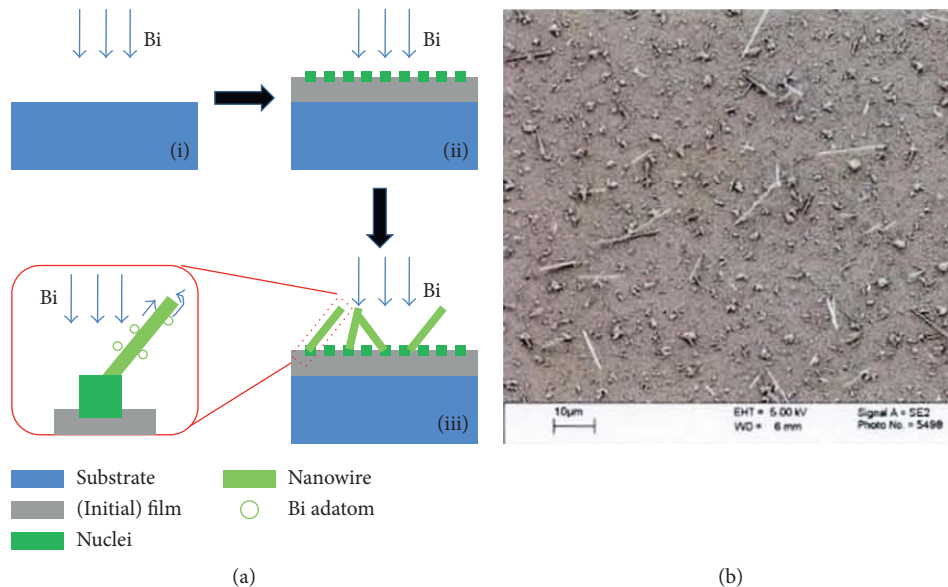 Bi
(i)
Bi
(ii)
Bi
(iii)
Bi
Substrate
(Initial) film
Nuclei
Nanowire
Bi adatom
(a)
10µm
EHT = 5.00 kV
WD = 6 mm
Signal A = SE2
Photo No. = 5498
(b)